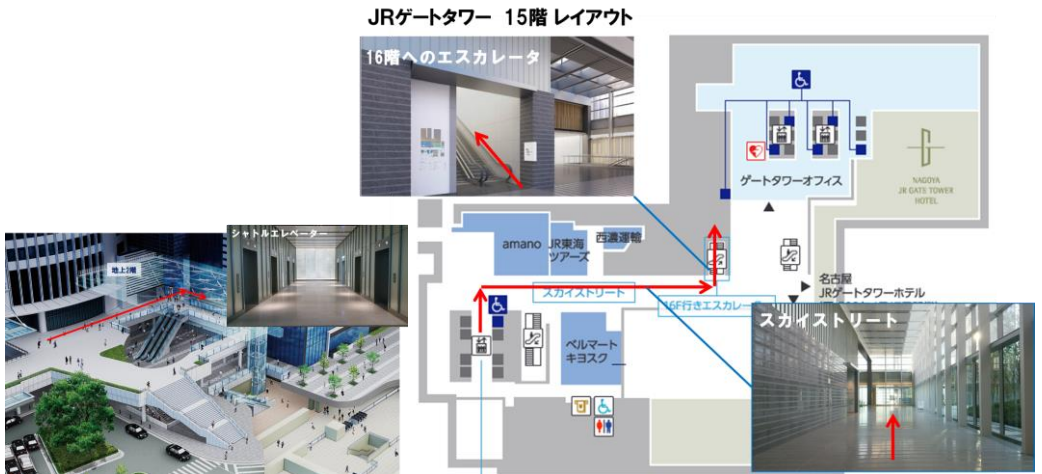 JRゲートタワー 15階 レイアウト
16階へのエスカレータ
シャトルエレベーター
地上2階
amano
JR東海
ツアーズ
西濃運輸
スカイストリート
ベルマート
キヨスク
16F行きエスカレー
ゲートタワーオフィス
NAGOYA
JR GATE TOWER
HOTEL
名古屋
JRゲートタワーホテル
スカイストリート